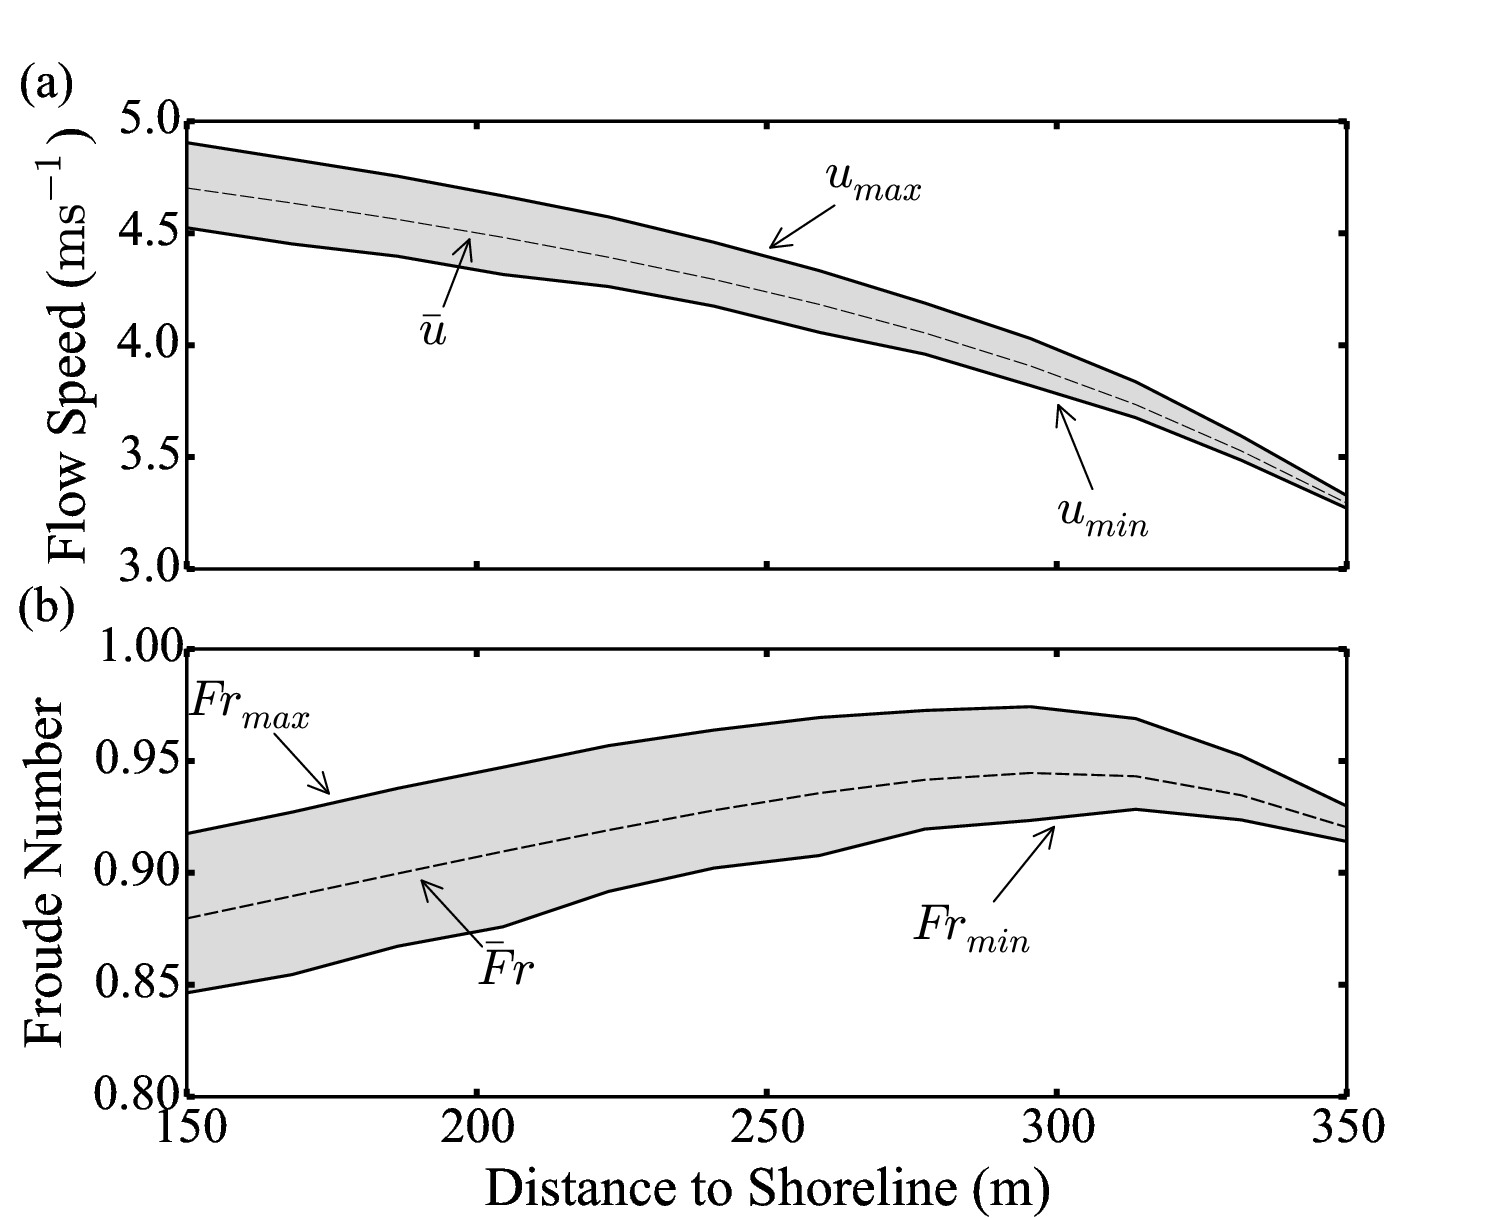 (a)
Flow Speed (ms⁻¹)
5.0
4.5
4.0
3.5
3.0
u_max
ū
u_min
(b)
Froude Number
1.00
0.95
0.90
0.85
0.80
Fr_max
F̄r
Fr_min
150 200 250 300 350
Distance to Shoreline (m)